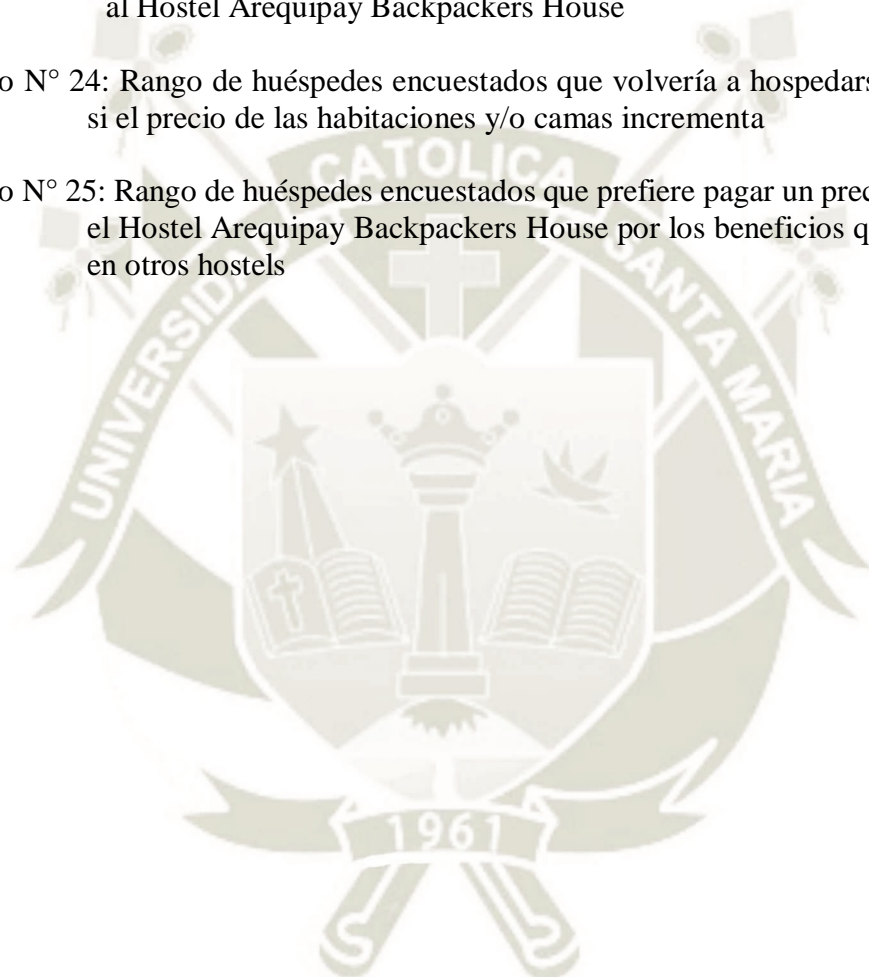 al Hostel Arequipay Backpackers House
o N° 24: Rango de huéspedes encuestados que volvería a hospedars
si el precio de las habitaciones y/o camas incrementa
o N° 25: Rango de huéspedes encuestados que prefiere pagar un prec
el Hostel Arequipay Backpackers House por los beneficios q
en otros hostels
UNIVERSIDAD CATOLICA SANTA MARIA
1961